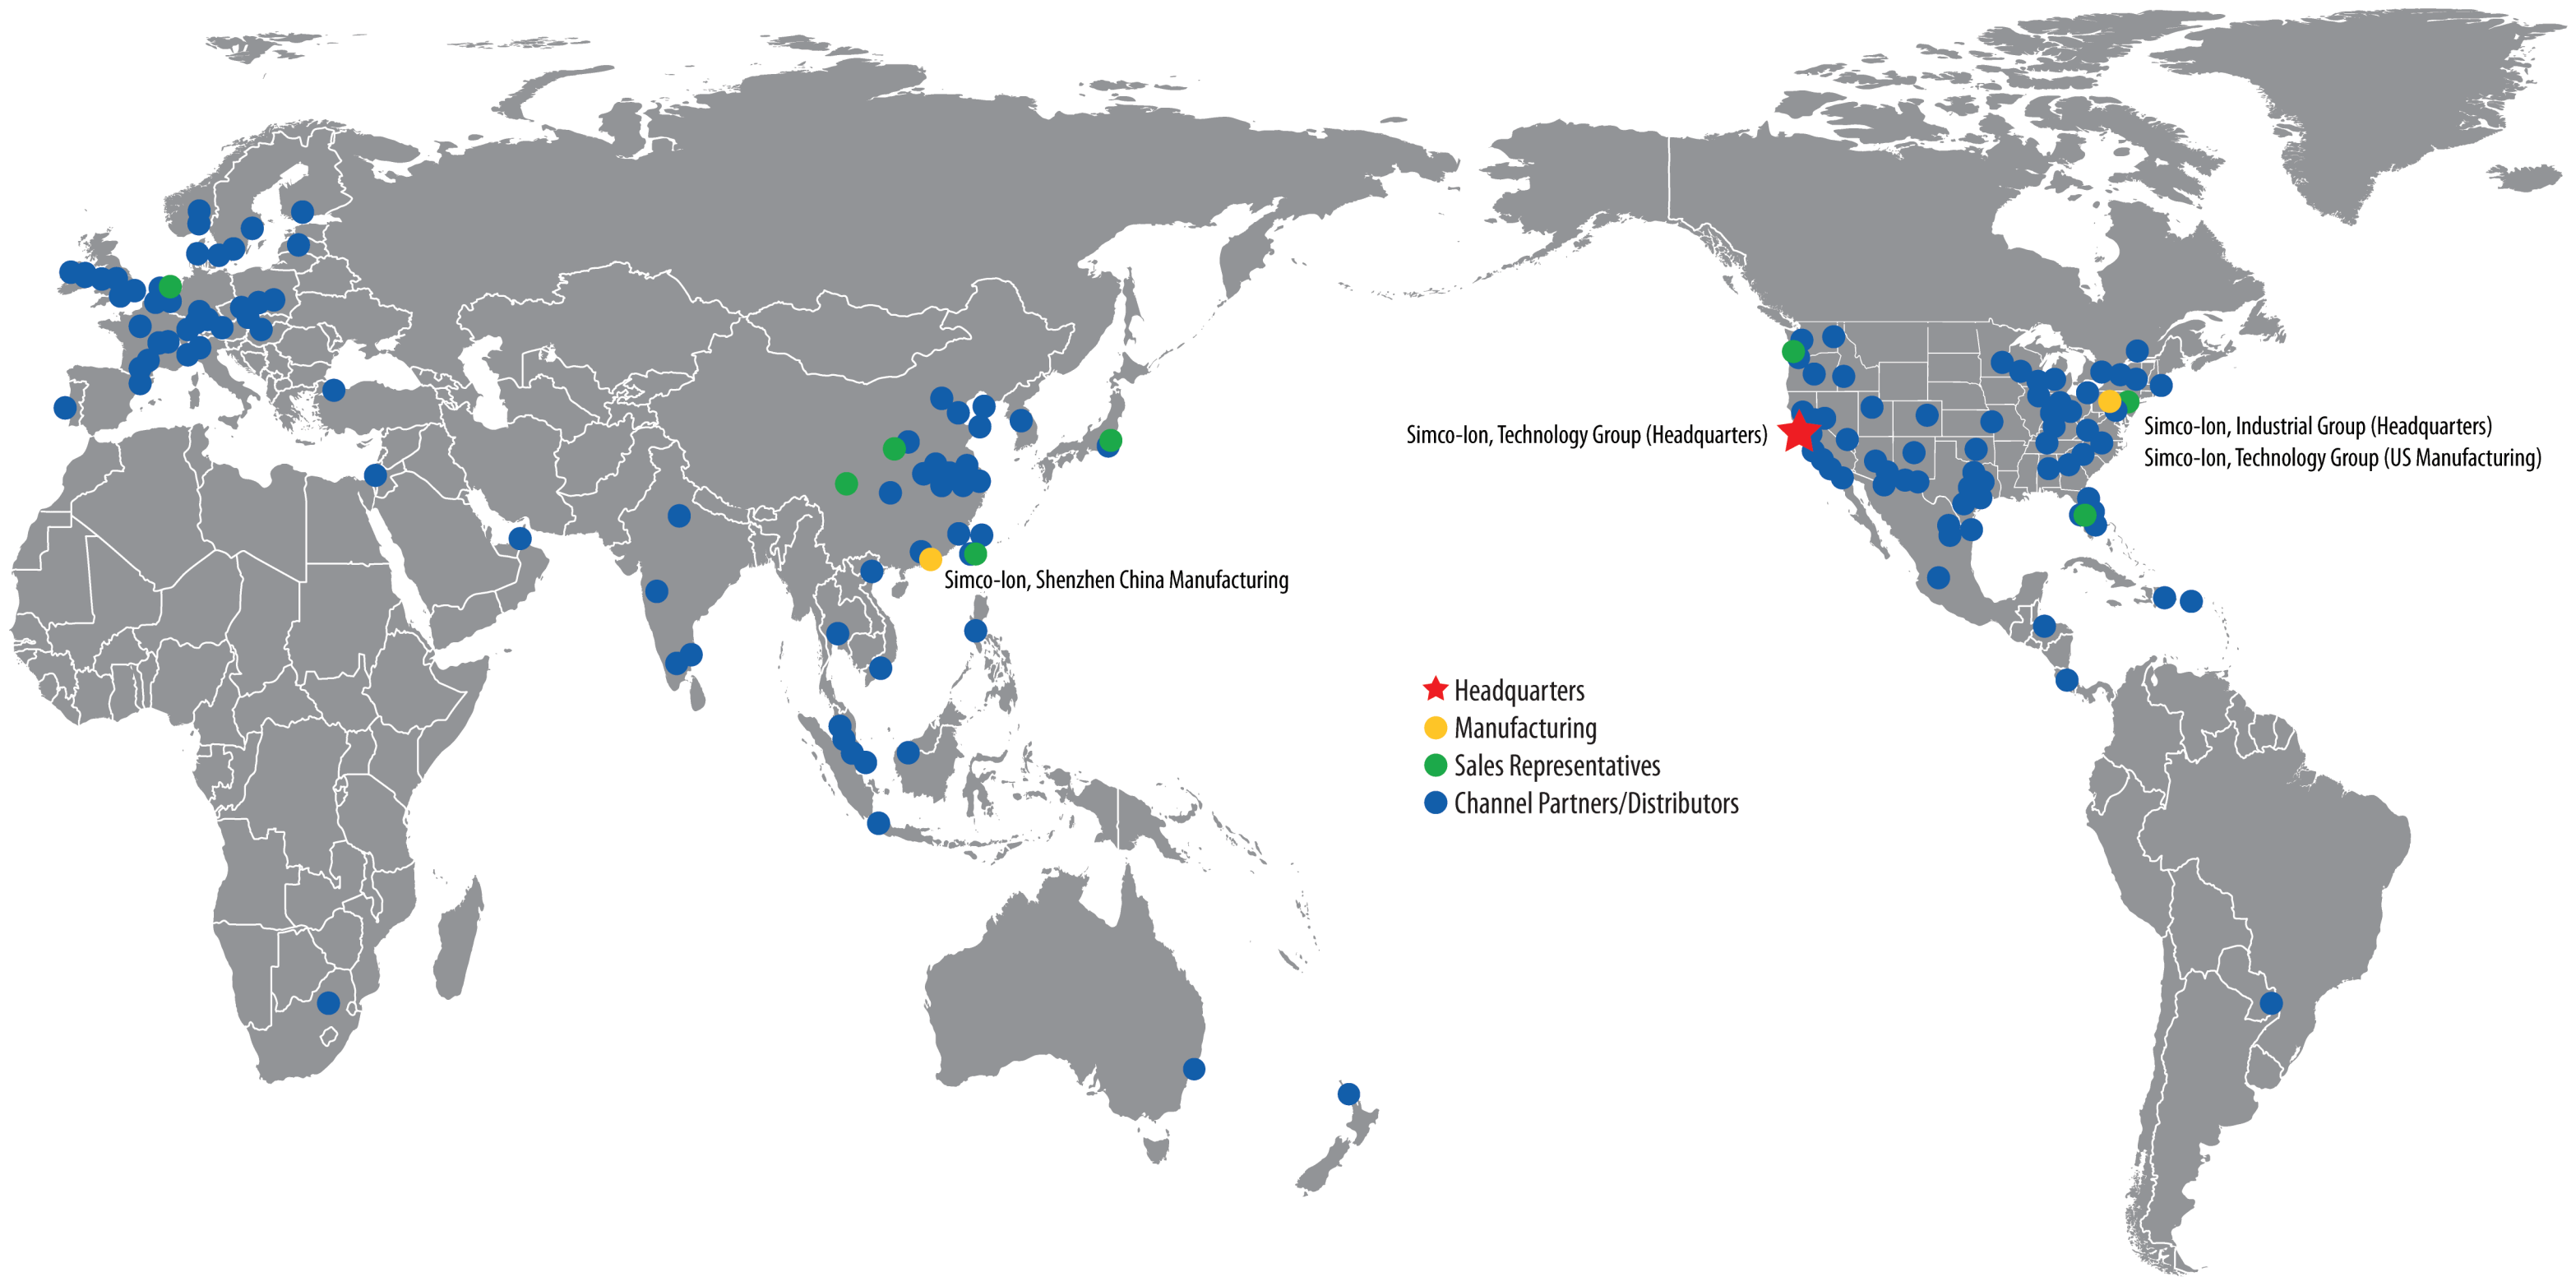 Simco-Ion, Technology Group (Headquarters)
Simco-Ion, Industrial Group (Headquarters)
Simco-Ion, Technology Group (US Manufacturing)
Simco-Ion, Shenzhen China Manufacturing
Headquarters
Manufacturing
Sales Representatives
Channel Partners/Distributors